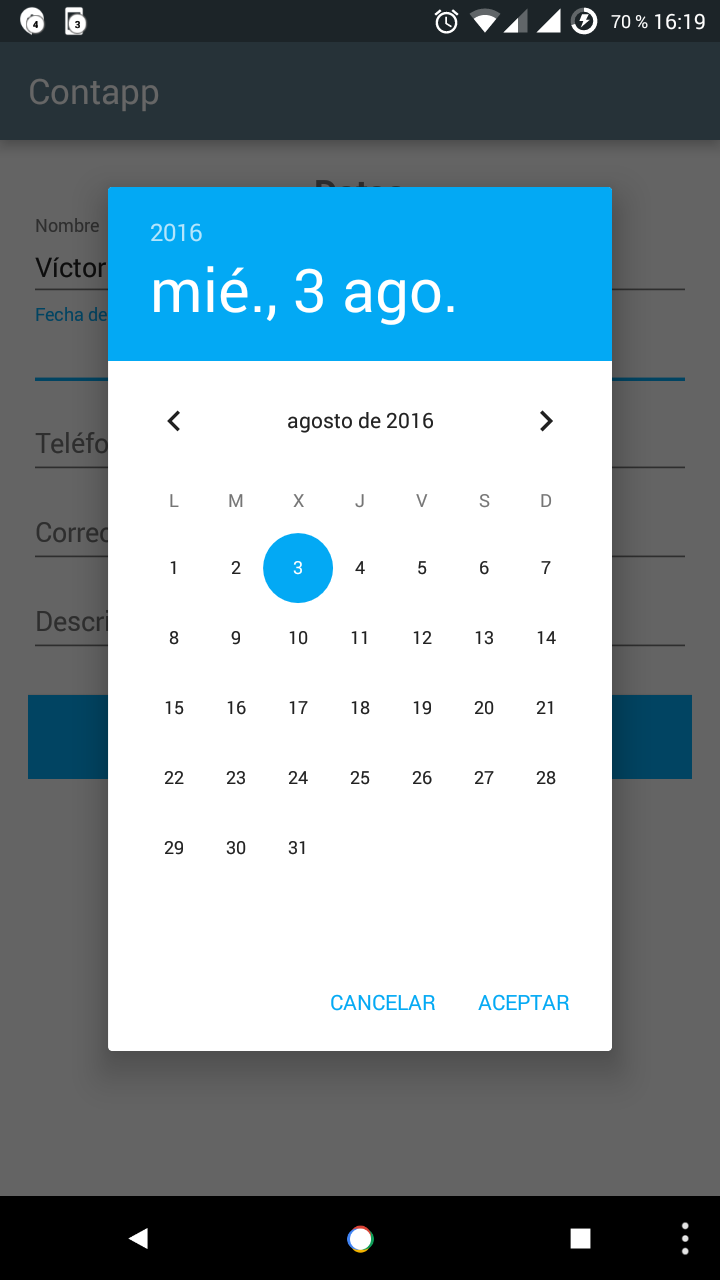 4 3 70 % 16:19
Contapp
Nombre
Víctor
Fecha de
Teléfo
Correo
Descri
2016
mié., 3 ago.
agosto de 2016
L M X J V S D
1 2 3 4 5 6 7
8 9 10 11 12 13 14
15 16 17 18 19 20 21
22 23 24 25 26 27 28
29 30 31
CANCELAR ACEPTAR